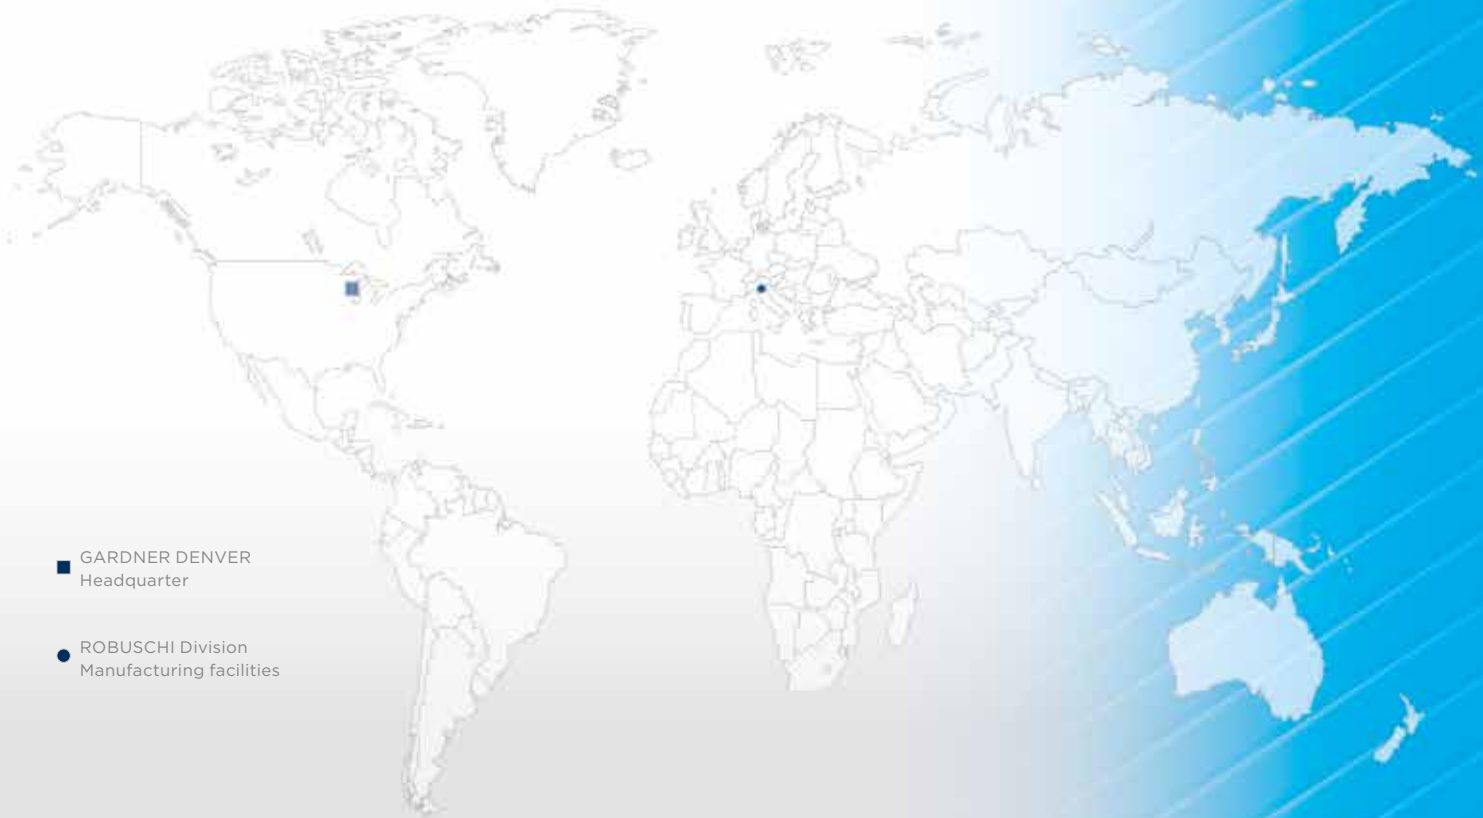 GARDNER DENVER
Headquarter
ROBUSCHI Division
Manufacturing facilities